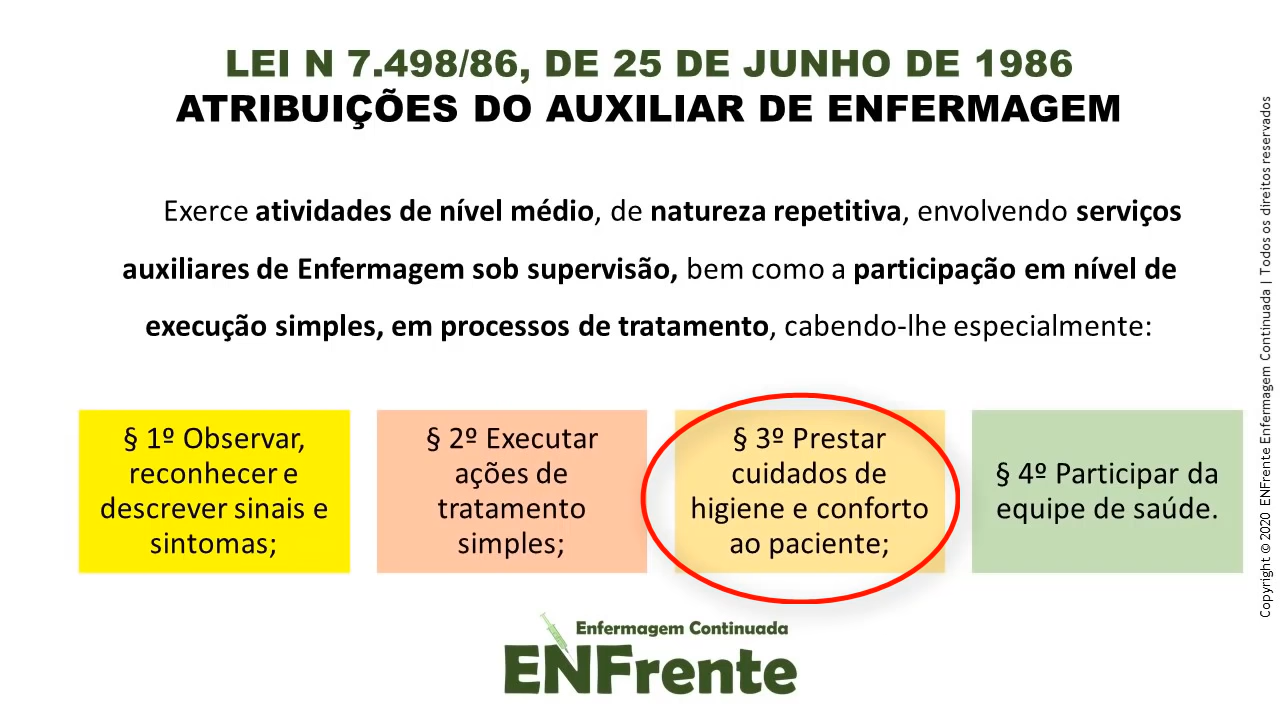 LEI N 7.498/86, DE 25 DE JUNHO DE 1986
ATRIBUIÇÕES DO AUXILIAR DE ENFERMAGEM
Exerce atividades de nível médio, de natureza repetitiva, envolvendo serviços
auxiliares de Enfermagem sob supervisão, bem como a participação em nível de
execução simples, em processos de tratamento, cabendo-lhe especialmente:
§ 1º Observar,
reconhecer e
descrever sinais e
sintomas;
§ 2º Executar
ações de
tratamento
simples;
§ 3º Prestar
cuidados de
higiene e conforto
ao paciente;
§ 4º Participar da
equipe de saúde.
Enfermagem Continuada
ENFrente
Copyright © 2020 ENFrente Enfermagem Continuada | Todos os direitos reservados